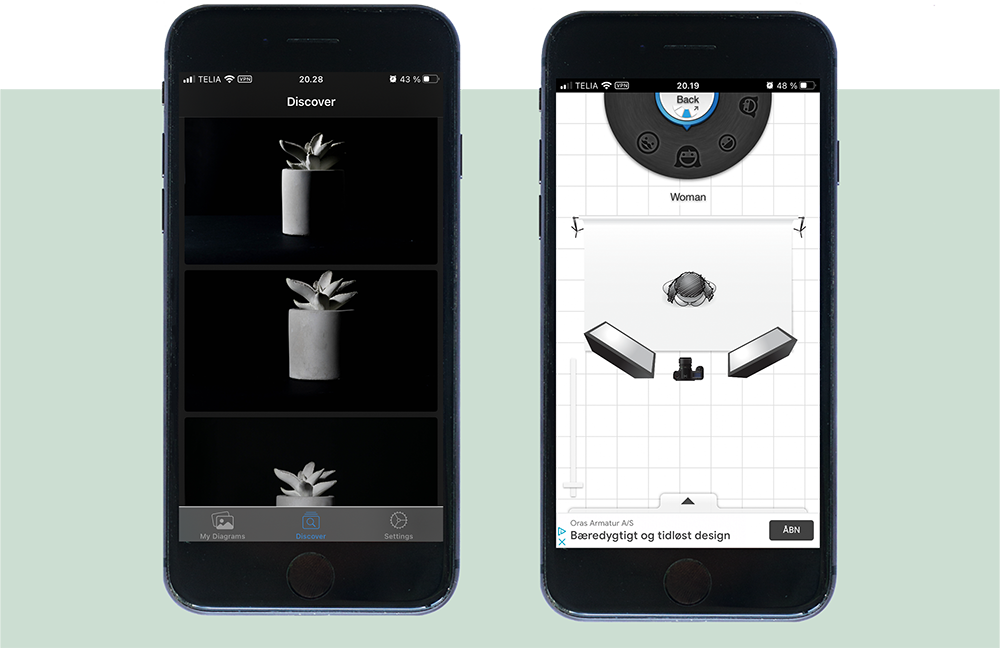 TELIA VPN 20.28 43 %
Discover
My Diagrams
Discover
Settings
TELIA VPN 20.19 48 %
Back
Woman
Oras Armatur A/S
Bæredygtigt og tidløst design
ÅBN